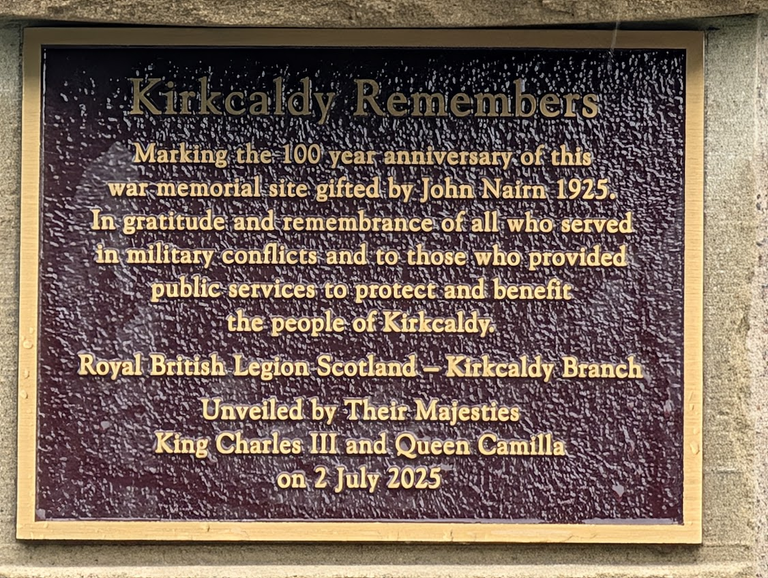 Kirkcaldy Remembers
Marking the 100 year anniversary of this
war memorial site gifted by John Nairn 1925.
In gratitude and remembrance of all who served
in military conflicts and to those who provided
public services to protect and benefit
the people of Kirkcaldy.
Royal British Legion Scotland – Kirkcaldy Branch
Unveiled by Their Majesties
King Charles III and Queen Camilla
on 2 July 2025